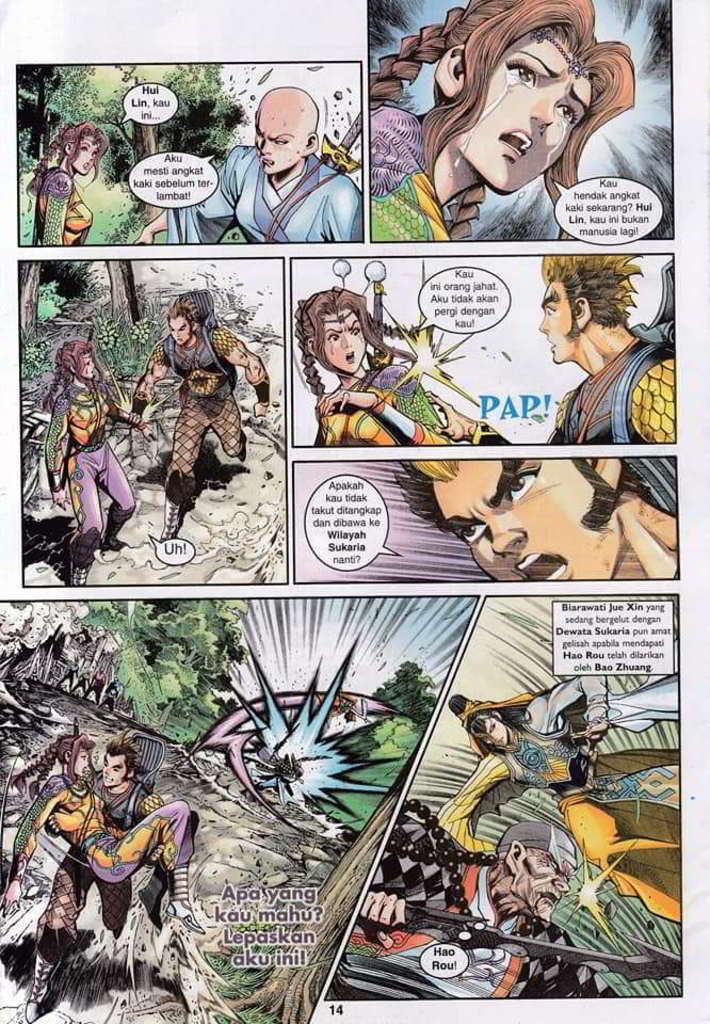 Hui
Lin, kau
ini...
Aku
mesti angkat
kaki sebelum ter-
lambat!
Kau
hendak angkat
kaki sekarang? Hui
Lin, kau ini bukan
manusia lagi!
Uh!
Kau
ini orang jahat.
Aku tidak akan
pergi dengan
kau!
PAP!
Apakah
kau tidak
takut ditangkap
dan dibawa ke
Wilayah
Sukaria
nanti?
Apa yang
kau mahu?
Lepaskan
aku ini!
Biarawati Jue Xin yang
sedang bergelut dengan
Dewata Sukaria pun amat
gelisah apabila mendapati
Hao Rou telah dilarikan
oleh Bao Zhuang.
Hao
Rou!
14